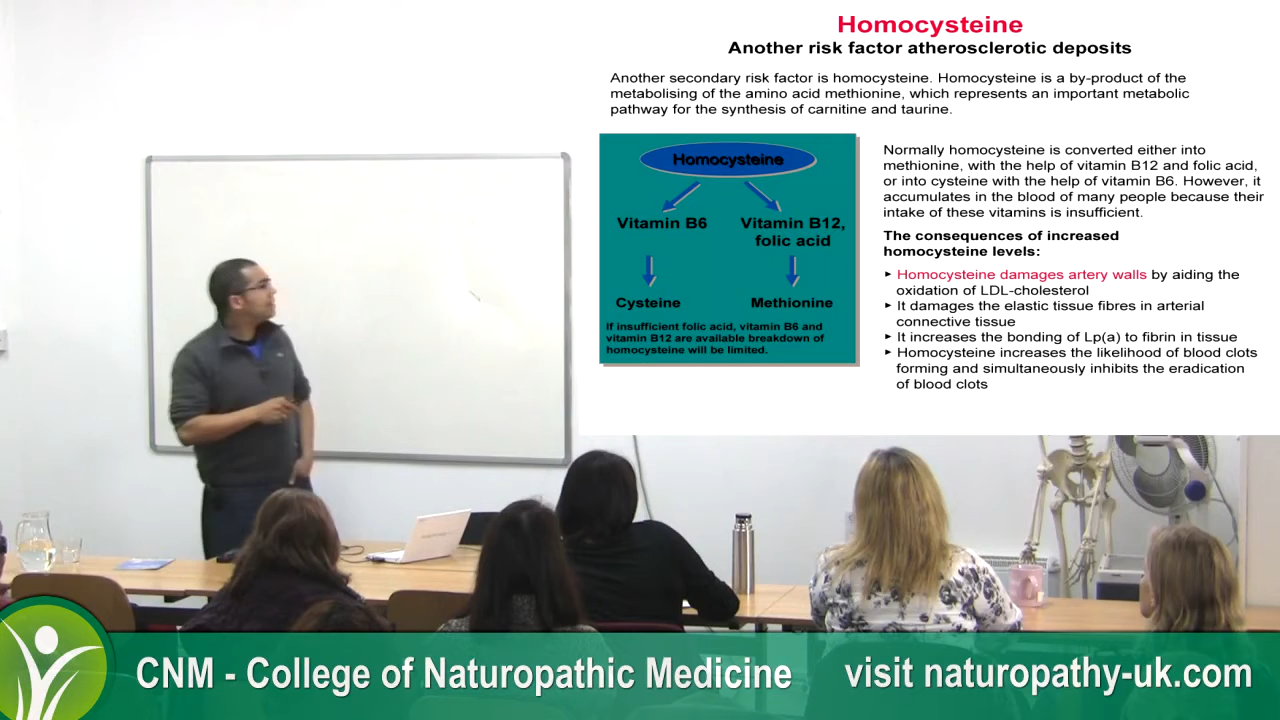 Homocysteine
Another risk factor atherosclerotic deposits
Another secondary risk factor is homocysteine. Homocysteine is a by-product of the
metabolising of the amino acid methionine, which represents an important metabolic
pathway for the synthesis of carnitine and taurine.
Homocysteine
Vitamin B6
Vitamin B12,
folic acid
Cysteine
Methionine
If insufficient folic acid, vitamin B6 and
vitamin B12 are available breakdown of
homocysteine will be limited.
Normally homocysteine is converted either into
methionine, with the help of vitamin B12 and folic acid,
or into cysteine with the help of vitamin B6. However, it
accumulates in the blood of many people because their
intake of these vitamins is insufficient.
The consequences of increased
homocysteine levels:
▸ Homocysteine damages artery walls by aiding the
oxidation of LDL-cholesterol
▸ It damages the elastic tissue fibres in arterial
connective tissue
▸ It increases the bonding of Lp(a) to fibrin in tissue
▸ Homocysteine increases the likelihood of blood clots
forming and simultaneously inhibits the eradication
of blood clots
CNM - College of Naturopathic Medicine
visit naturopathy-uk.com